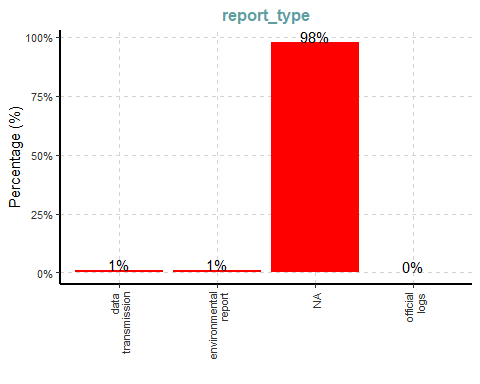 report_type
Percentage (%)
100%
75%
50%
25%
0%
1%
1%
98%
0%
data
transmission
environmental
report
NA
official
logs